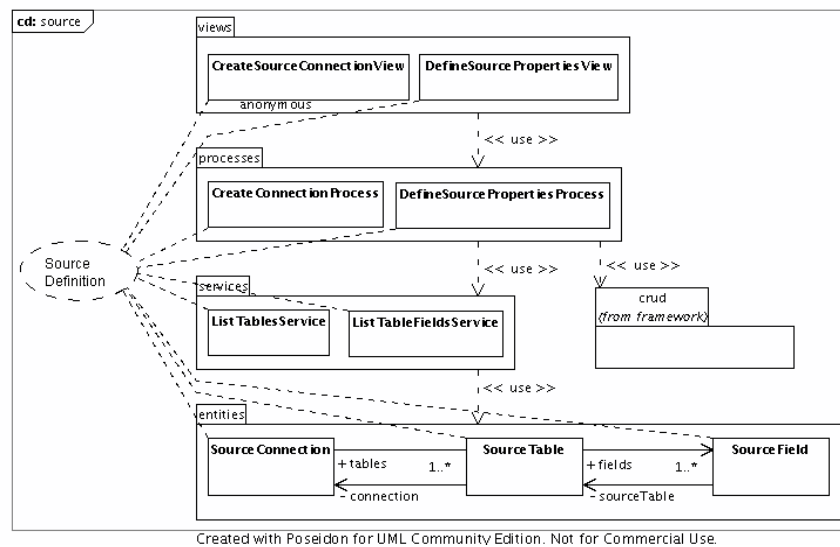 cd: source
views
CreateSourceConnectionView
DefineSourcePropertiesView
anonymous
<< use >>
processes
CreateConnectionProcess
DefineSourcePropertiesProcess
<< use >>
<< use >>
Source
Definition
services
ListTablesService
ListTableFieldsService
crud
(from framework)
<< use >>
entities
SourceConnection
SourceTable
SourceField
+ tables
1..*
+ fields
1..*
- connection
- sourceTable
Created with Poseidon for UML Community Edition. Not for Commercial Use.